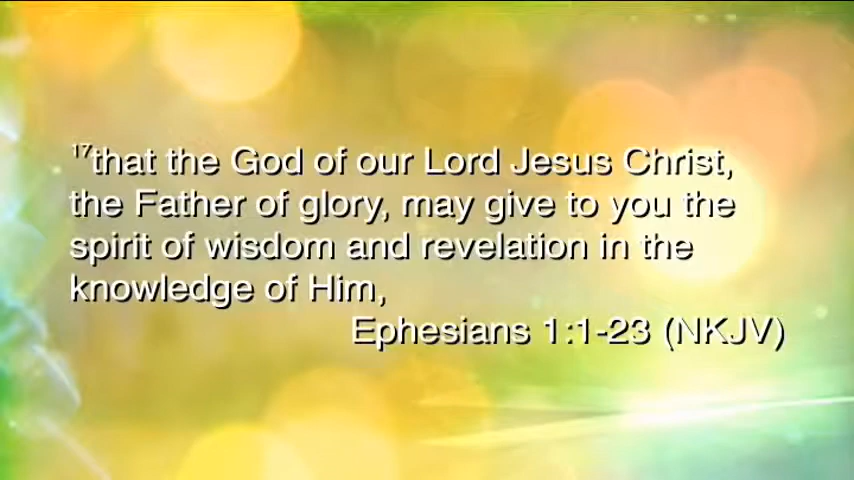 17that the God of our Lord Jesus Christ,
the Father of glory, may give to you the
spirit of wisdom and revelation in the
knowledge of Him,
Ephesians 1:1-23 (NKJV)